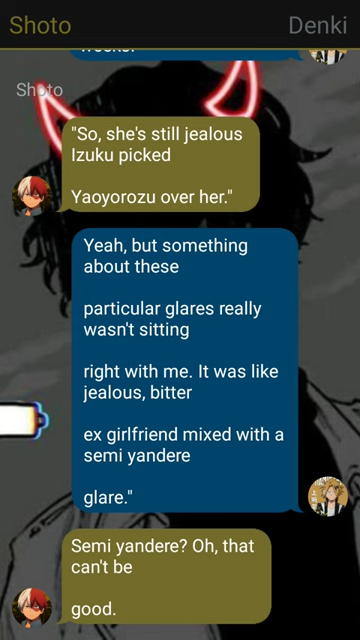 Shoto
Denki
Shoto
"So, she's still jealous
Izuku picked
Yaoyorozu over her."
Yeah, but something
about these
particular glares really
wasn't sitting
right with me. It was like
jealous, bitter
ex girlfriend mixed with a
semi yandere
glare."
Semi yandere? Oh, that
can't be
good.